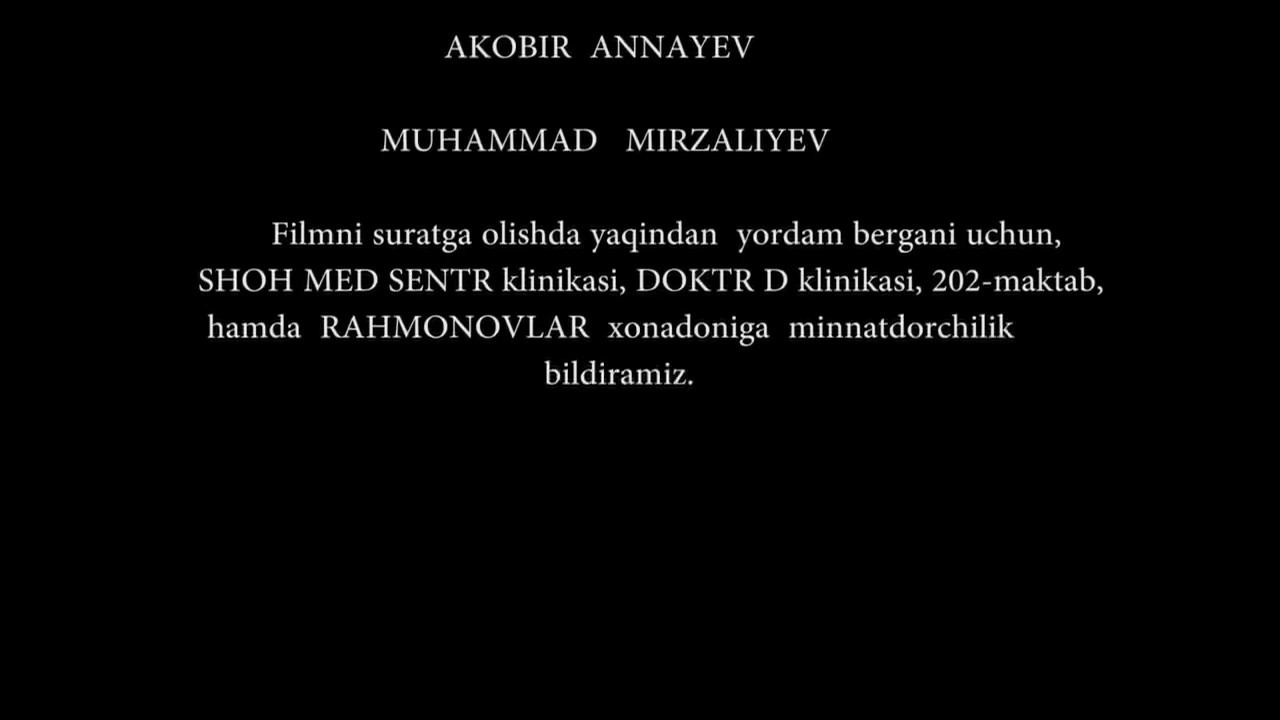 AKOBIR ANNAYEV
MUHAMMAD MIRZALIYEV
Filmni suratga olishda yaqindan yordam bergani uchun,
SHOH MED SENTR klinikasi, DOKTR D klinikasi, 202-maktab,
hamda RAHMONOVLAR xonadoniga minnatdorchilik
bildiramiz.